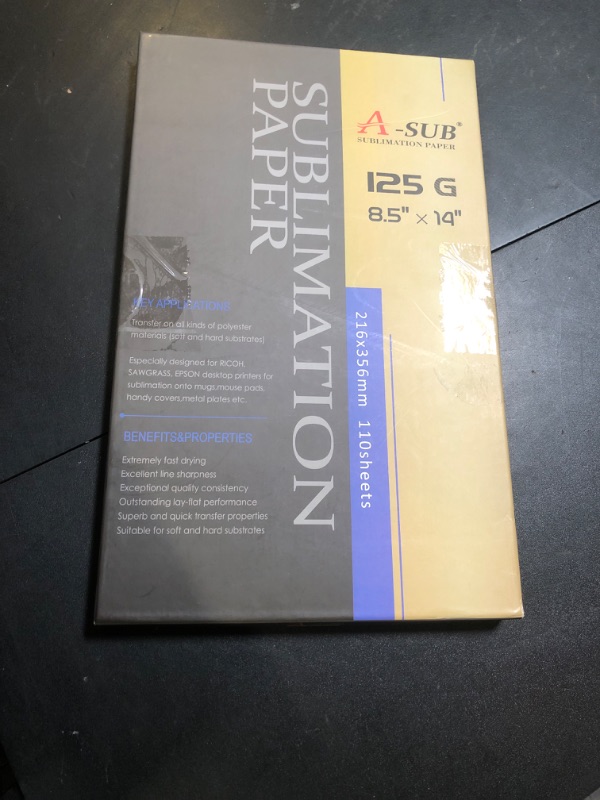 SUBLIMATION
PAPER
A-SUB®
SUBLIMATION PAPER
125 G
8.5" × 14"
216x356mm 110sheets
KEY APPLICATIONS
Transfer on all kinds of polyester
materials (soft and hard substrates)
Especially designed for RICOH,
SAWGRASS, EPSON desktop printers for
sublimation onto mugs,mouse pads,
handy covers,metal plates etc.
BENEFITS&PROPERTIES
Extremely fast drying
Excellent line sharpness
Exceptional quality consistency
Outstanding lay-flat performance
Superb and quick transfer properties
Suitable for soft and hard substrates